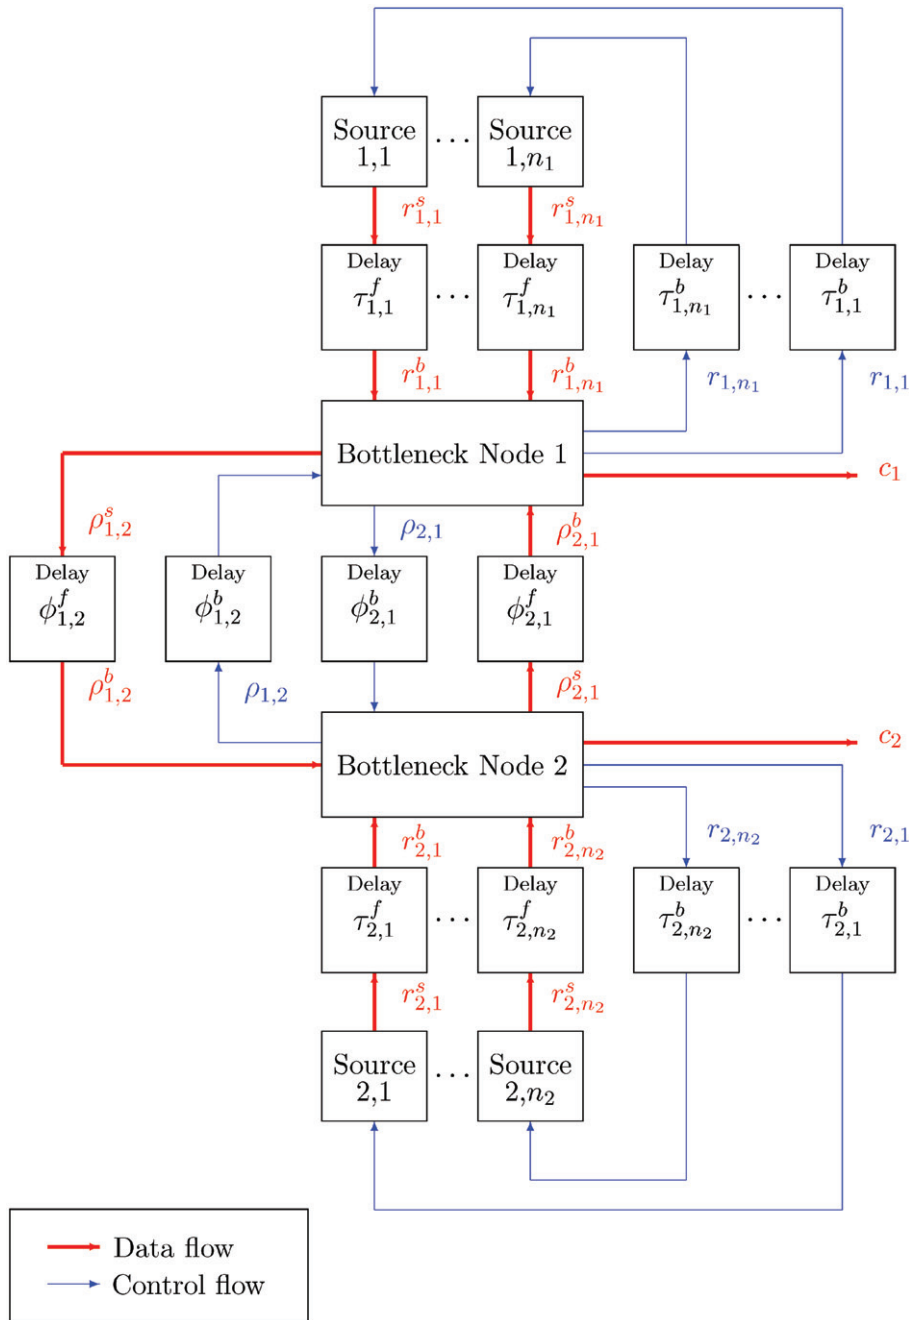 Source Source
1,1 ... 1,n₁
r^s_{1,1} r^s_{1,n₁}
Delay Delay Delay Delay
τ^f_{1,1} ... τ^f_{1,n₁} τ^b_{1,n₁} ... τ^b_{1,1}
r^b_{1,1} r^b_{1,n₁} r_{1,n₁} r_{1,1}
Bottleneck Node 1
c₁
ρ^s_{1,2} ρ_{2,1} ρ^b_{2,1}
Delay Delay Delay Delay
ϕ^f_{1,2} ϕ^b_{1,2} ϕ^b_{2,1} ϕ^f_{2,1}
ρ^b_{1,2} ρ_{1,2} ρ^s_{2,1}
c₂
Bottleneck Node 2
r^b_{2,1} r^b_{2,n₂} r_{2,n₂} r_{2,1}
Delay Delay Delay Delay
τ^f_{2,1} ... τ^f_{2,n₂} τ^b_{2,n₂} ... τ^b_{2,1}
r^s_{2,1} r^s_{2,n₂}
Source Source
2,1 ... 2,n₂
Data flow
Control flow